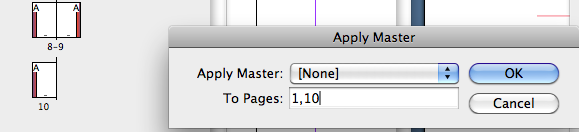 A A
8-9
A
10
Apply Master
Apply Master: [None]
OK
To Pages: 1,10
Cancel